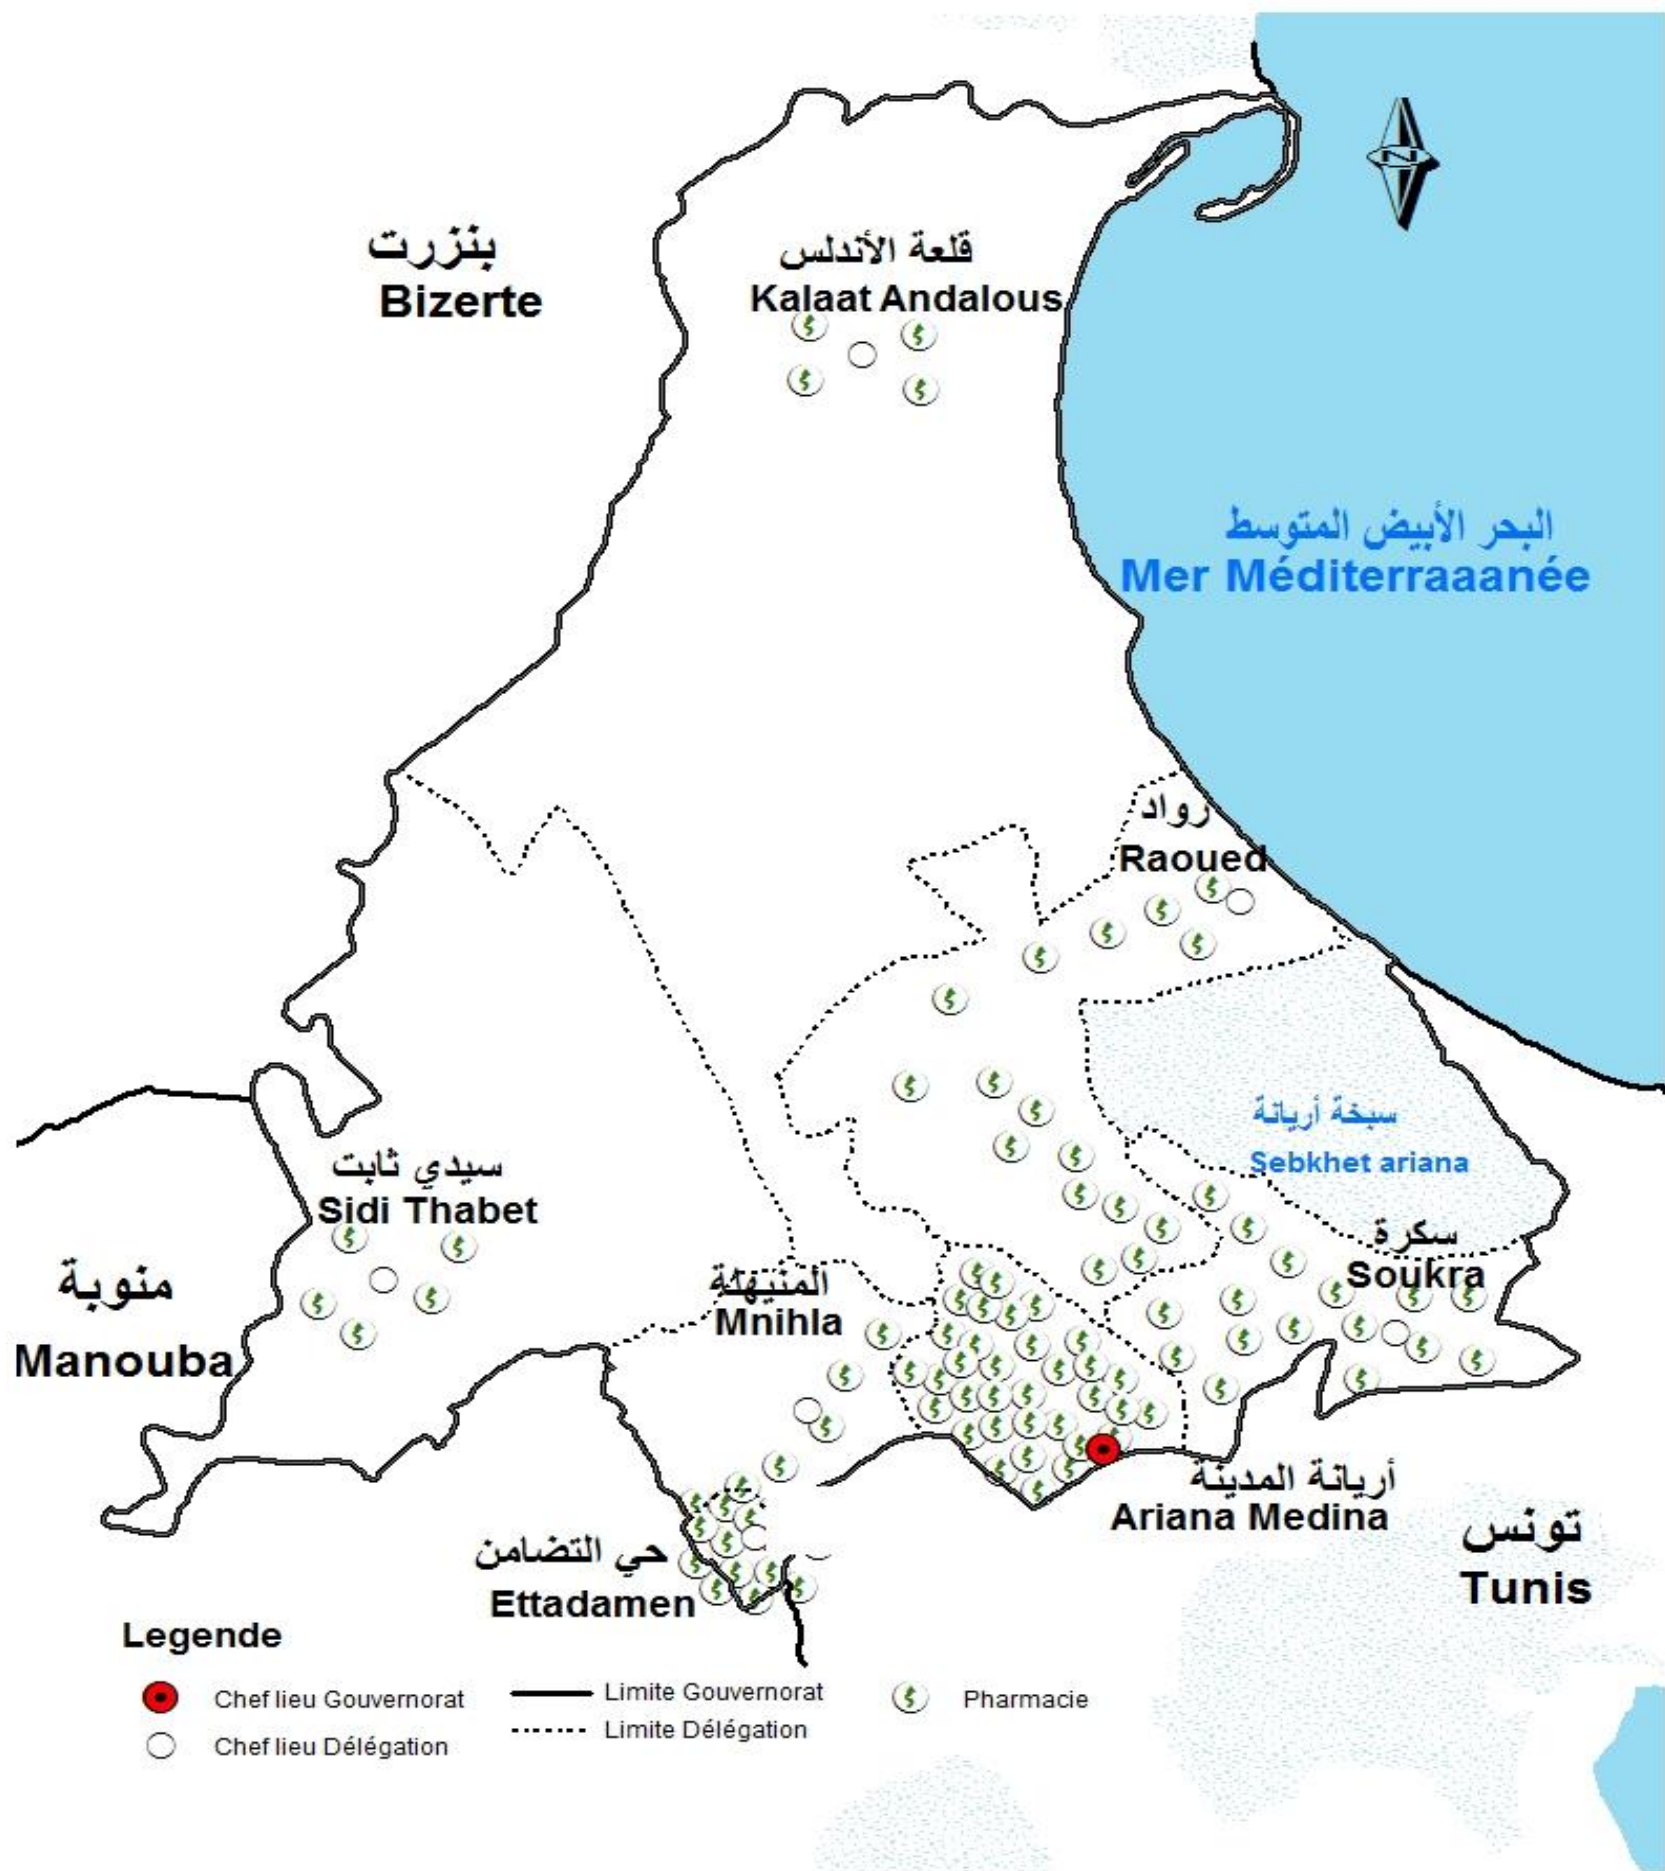 بنزرت
Bizerte
قلعة الأندلس
Kalaat Andalous
N
البحر الأبيض المتوسط
Mer Méditerraaanée
رواد
Raoued
سبخة أريانة
Sebkhet ariana
سيدي ثابت
Sidi Thabet
سكرة
Soukra
منوبة
Manouba
المنيهلة
Mnihla
أريانة المدينة
Ariana Medina
تونس
Tunis
حي التضامن
Ettadamen
Legende
Chef lieu Gouvernorat
Limite Gouvernorat
Pharmacie
Chef lieu Délégation
Limite Délégation